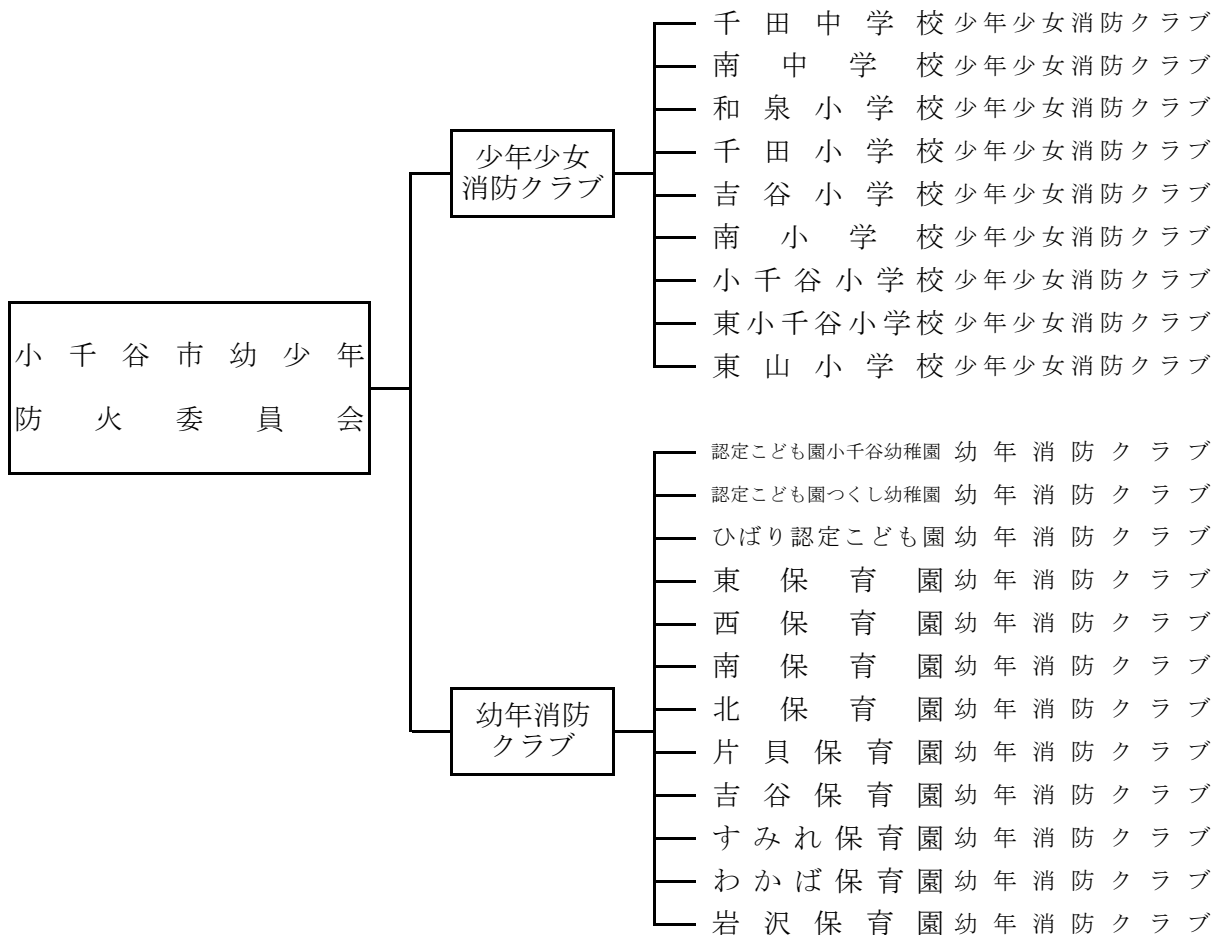 小千谷市幼少年
防火委員会
少年少女
消防クラブ
千田中学校少年少女消防クラブ
南中学校少年少女消防クラブ
和泉小学校少年少女消防クラブ
千田小学校少年少女消防クラブ
吉谷小学校少年少女消防クラブ
南小学校少年少女消防クラブ
小千谷小学校少年少女消防クラブ
東小千谷小学校少年少女消防クラブ
東山小学校少年少女消防クラブ
幼年消防
クラブ
認定こども園小千谷幼稚園幼年消防クラブ
認定こども園つくし幼稚園幼年消防クラブ
ひばり認定こども園幼年消防クラブ
東保育園幼年消防クラブ
西保育園幼年消防クラブ
南保育園幼年消防クラブ
北保育園幼年消防クラブ
片貝保育園幼年消防クラブ
吉谷保育園幼年消防クラブ
すみれ保育園幼年消防クラブ
わかば保育園幼年消防クラブ
岩沢保育園幼年消防クラブ